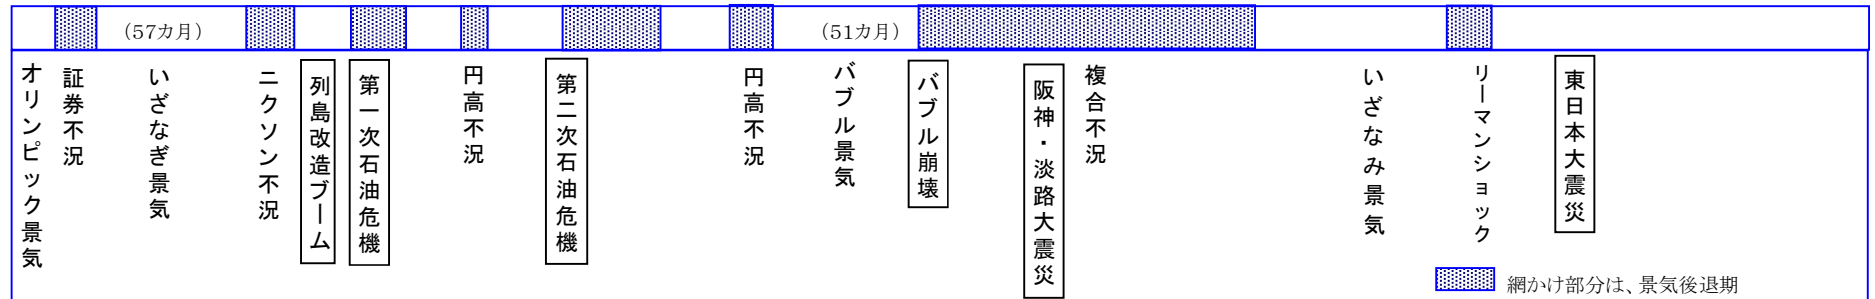 （57カ月）
（51カ月）
オリンピック景気
証券不況
いざなぎ景気
ニクソン不況
列島改造ブーム
第一次石油危機
円高不況
第二次石油危機
円高不況
バブル景気
バブル崩壊
阪神・淡路大震災
複合不況
いざなみ景気
リーマンショック
東日本大震災
網かけ部分は、景気後退期